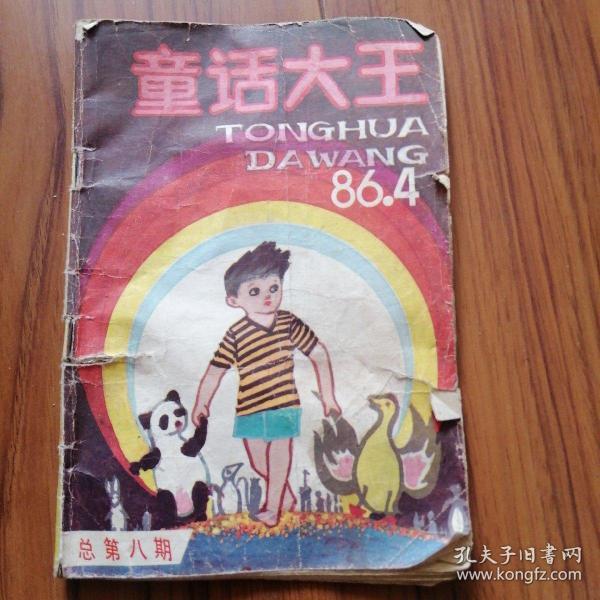 童话大王
TONGHUA
DAWANG
86.4
总第八期
孔夫子旧书网
www.kongfz.com